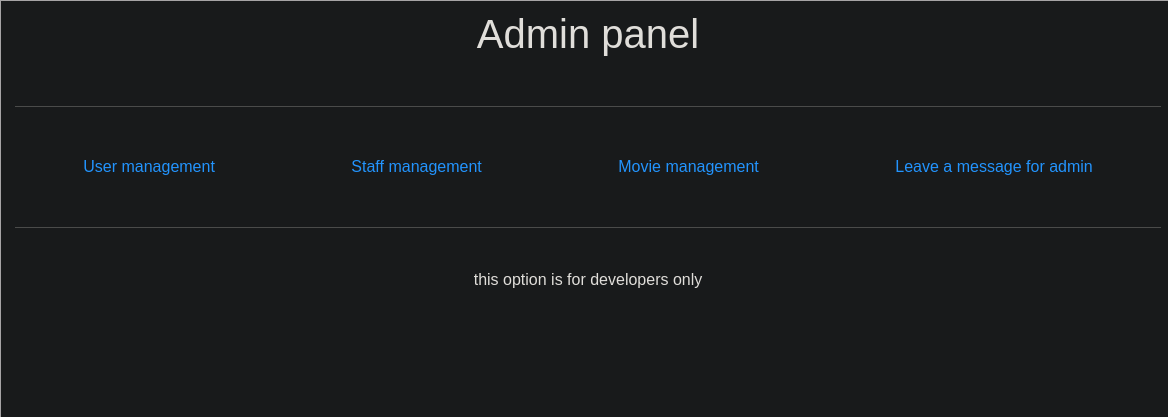 Admin panel
User management Staff management Movie management Leave a message for admin
this option is for developers only